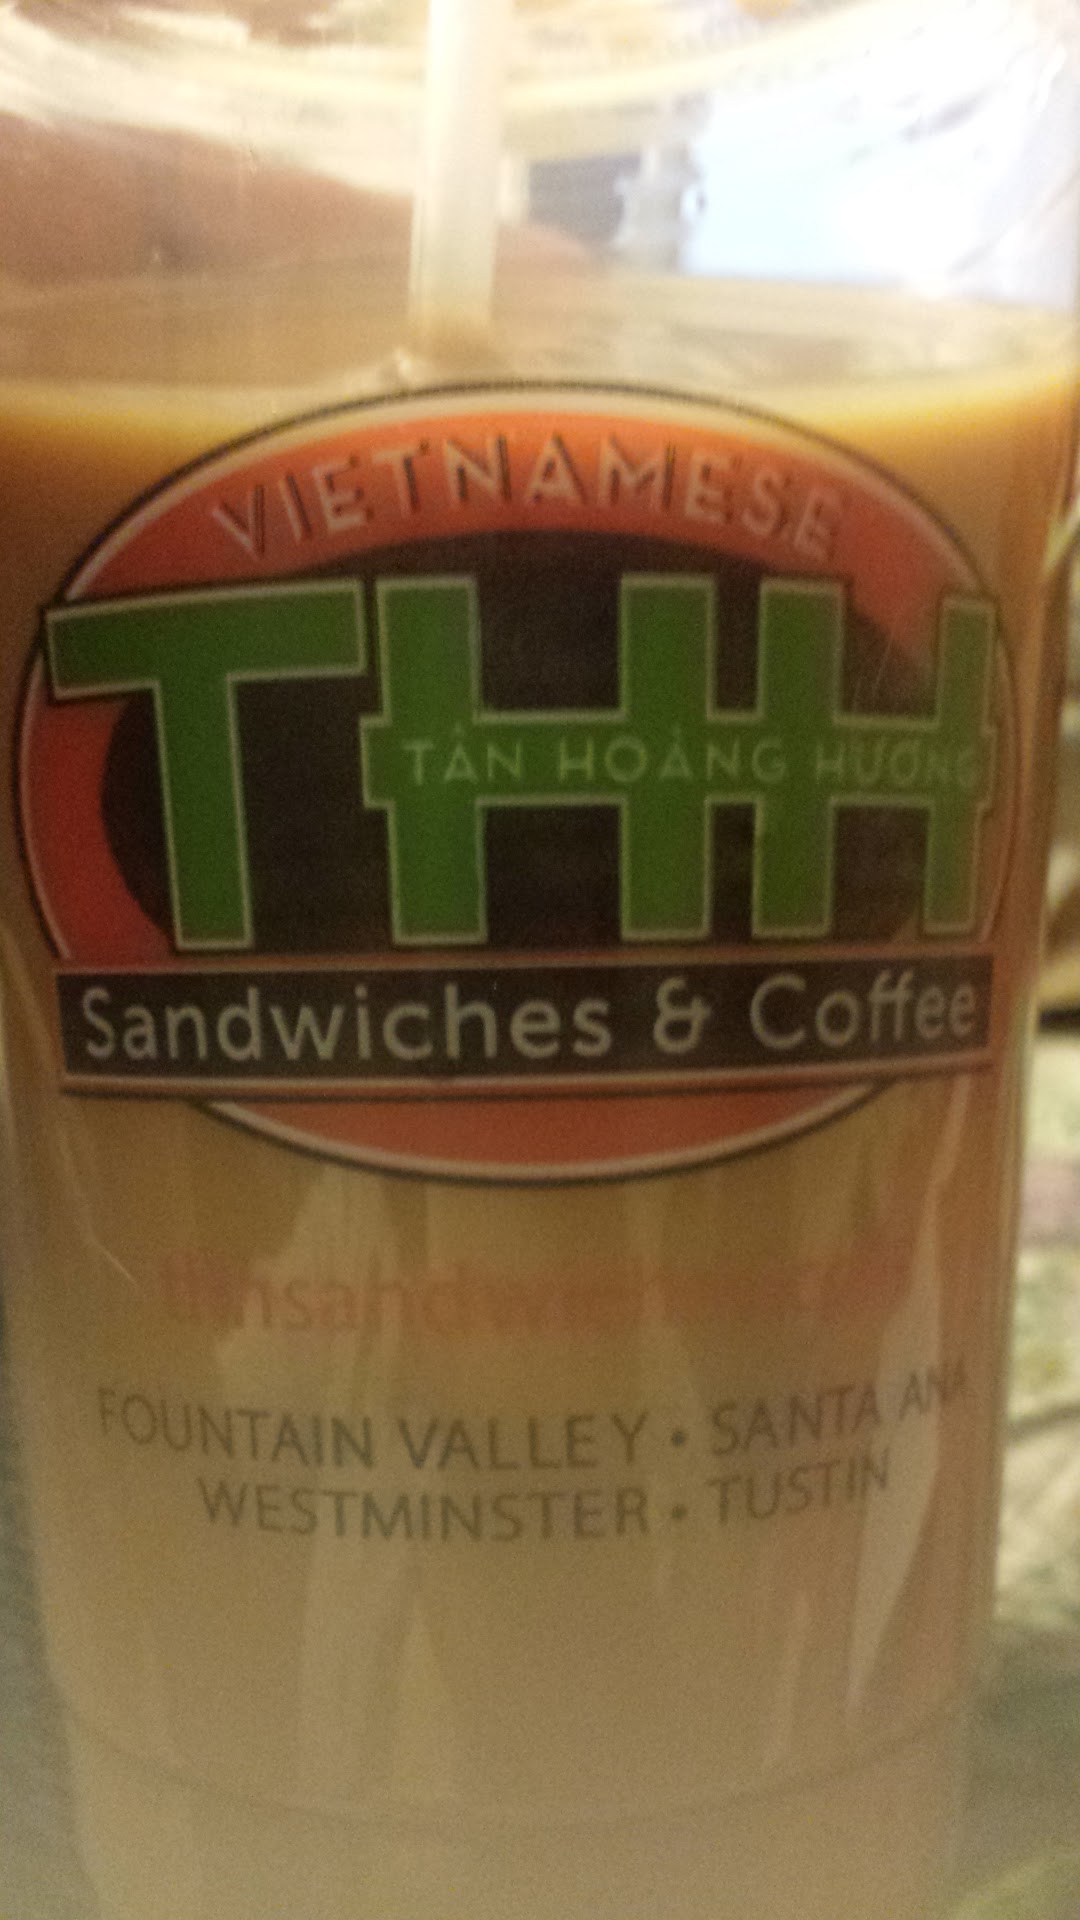 VIETNAMESE
THH
TÂN HOÀNG HƯƠNG
Sandwiches & Coffee
FOUNTAIN VALLEY • SANTA ANA
WESTMINSTER • TUSTIN